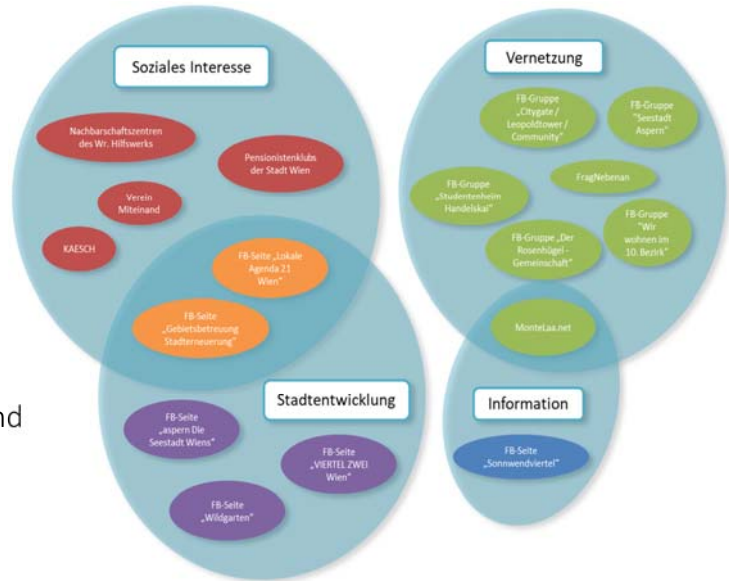 Soziales Interesse
Nachbarschaftszentren
des Wr. Hilfswerks
Pensionistenklubs
der Stadt Wien
Verein
Miteinand
KAESCH
FB-Seite „Lokale
Agenda 21
Wien"
FB-Seite
„Gebietsbetreuung
Stadterneuerung"
Stadtentwicklung
FB-Seite
„aspern Die
Seestadt Wiens"
FB-Seite
„VIERTEL ZWEI
Wien"
FB-Seite
„Wildgarten"
nd
Vernetzung
FB-Gruppe
„Citygate /
Leopoldtower /
Community"
FB-Gruppe
"Seestadt
Aspern"
FragNebenan
FB-Gruppe
„Studentenheim
Handelskai"
FB-Gruppe
"Wir
wohnen im
10. Bezirk"
FB-Gruppe „Der
Rosenhügel -
Gemeinschaft"
MonteLaa.net
Information
FB-Seite
„Sonnwendviertel"